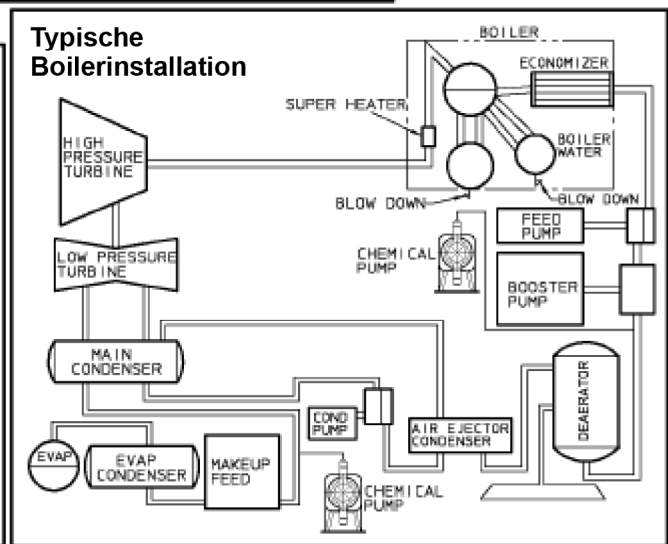 Typische
Boilerinstallation
BOILER
ECONOMIZER
SUPER HEATER
HIGH
PRESSURE
TURBINE
BOILER
WATER
BLOW DOWN
BLOW DOWN
FEED
PUMP
CHEMICAL
PUMP
LOW PRESSURE
TURBINE
BOOSTER
PUMP
MAIN
CONDENSER
DEAERATOR
COND
PUMP
AIR EJECTOR
CONDENSER
EVAP
EVAP
CONDENSER
MAKEUP
FEED
CHEMICAL
PUMP